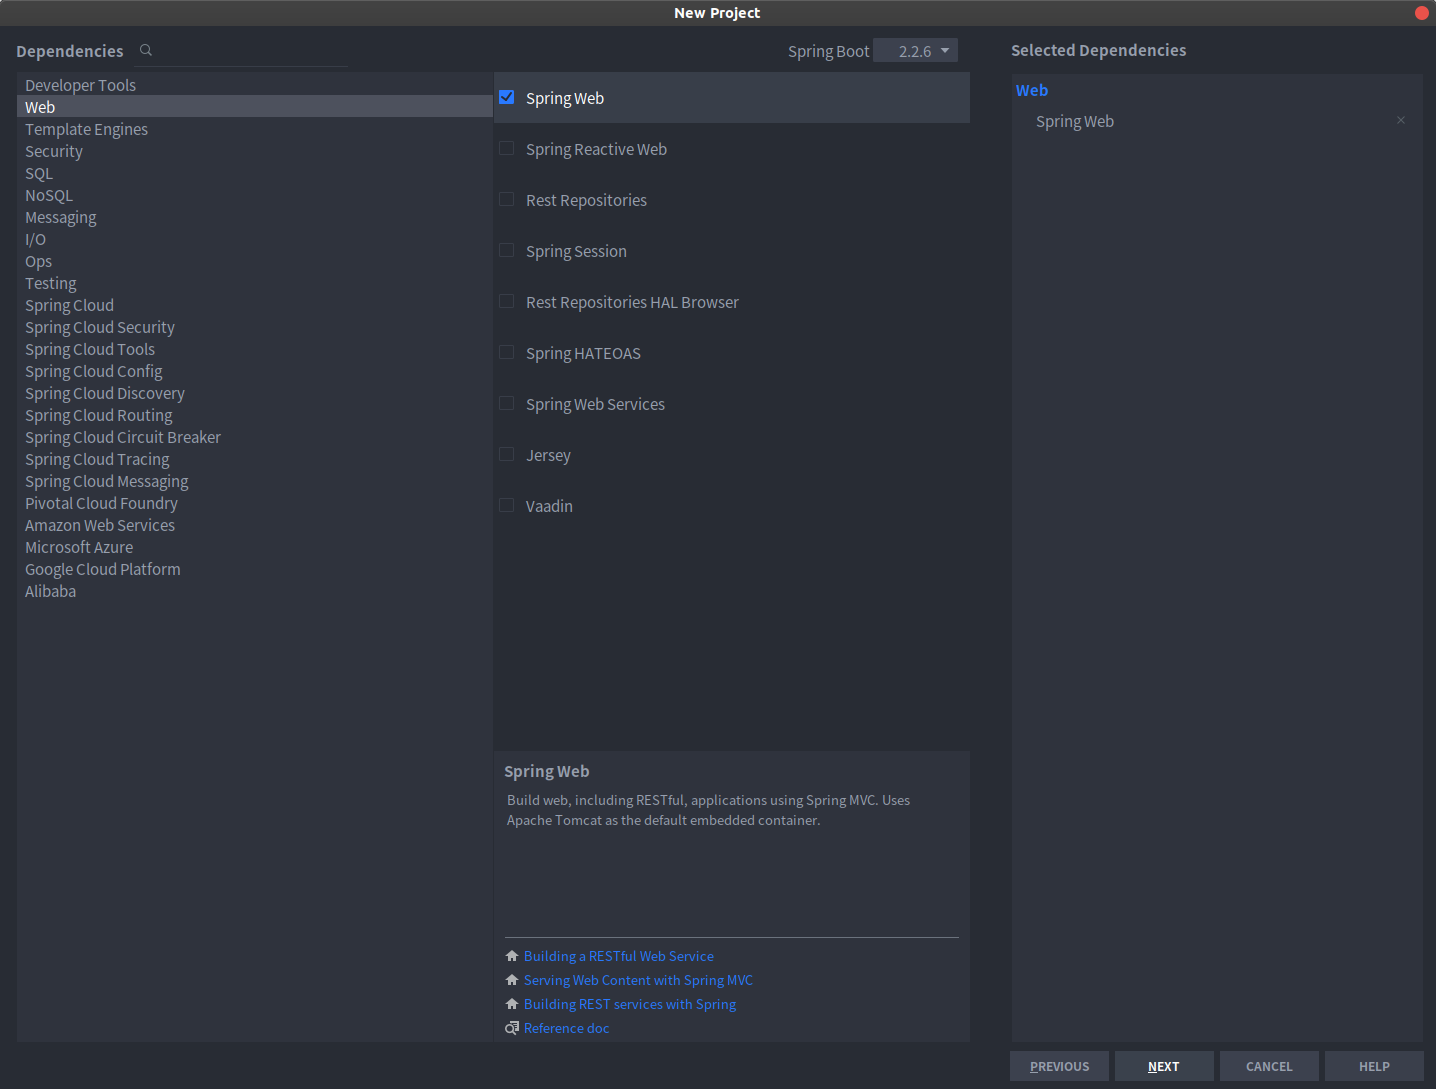 New Project
Dependencies
Spring Boot 2.2.6
Selected Dependencies
Developer Tools
Web
Template Engines
Security
SQL
NoSQL
Messaging
I/O
Ops
Testing
Spring Cloud
Spring Cloud Security
Spring Cloud Tools
Spring Cloud Config
Spring Cloud Discovery
Spring Cloud Routing
Spring Cloud Circuit Breaker
Spring Cloud Tracing
Spring Cloud Messaging
Pivotal Cloud Foundry
Amazon Web Services
Microsoft Azure
Google Cloud Platform
Alibaba
Spring Web
Spring Reactive Web
Rest Repositories
Spring Session
Rest Repositories HAL Browser
Spring HATEOAS
Spring Web Services
Jersey
Vaadin
Spring Web
Build web, including RESTful, applications using Spring MVC. Uses
Apache Tomcat as the default embedded container.
Building a RESTful Web Service
Serving Web Content with Spring MVC
Building REST services with Spring
Reference doc
Web
Spring Web
PREVIOUS
NEXT
CANCEL
HELP